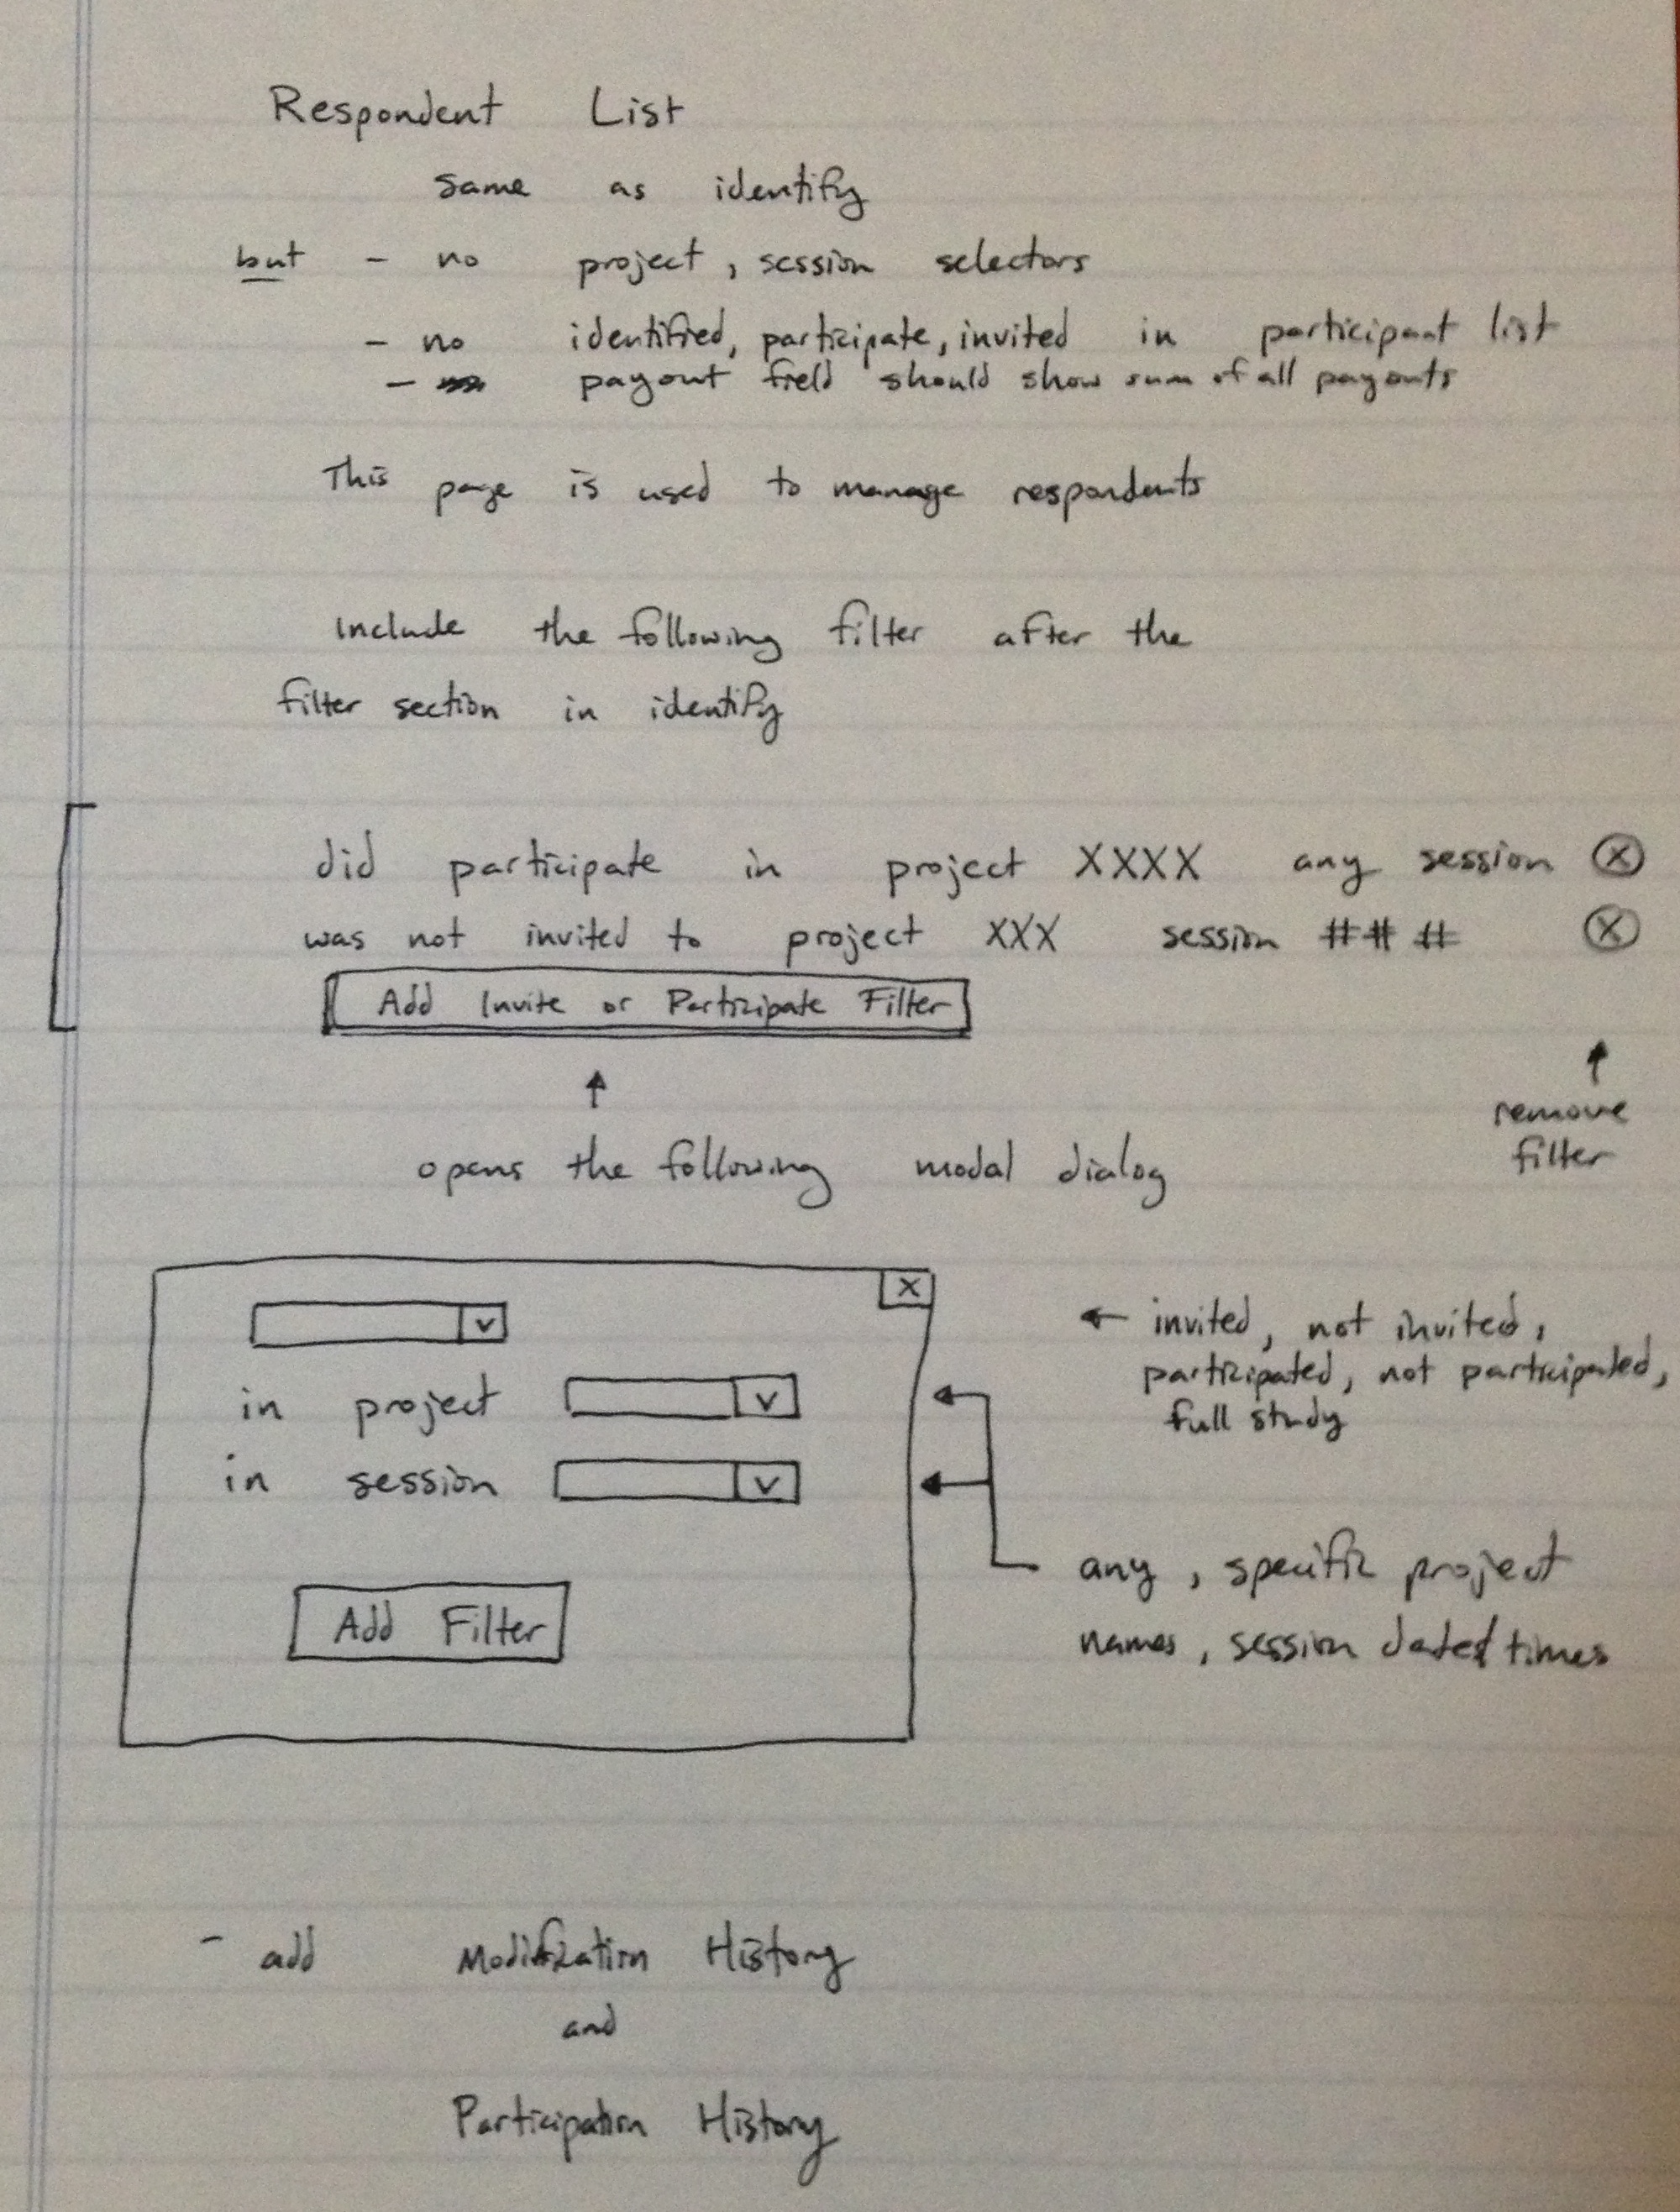 Respondent List
same as identify
but - no project, session selectors
- no identified, participate, invited in participant list
- payout field should show sum of all payouts
This page is used to manage respondents
Include the following filter after the
filter section in identify
did participate in project XXXX any session X
was not invited to project XXX session ### X
Add Invite or Participate Filter
↑
↑
remove
filter
opens the following modal dialog
X
v
← invited, not invited,
participated, not participated,
full study
in project v
in session v
any, specific project
names, session dates times
Add Filter
- add Modification History
and
Participation History